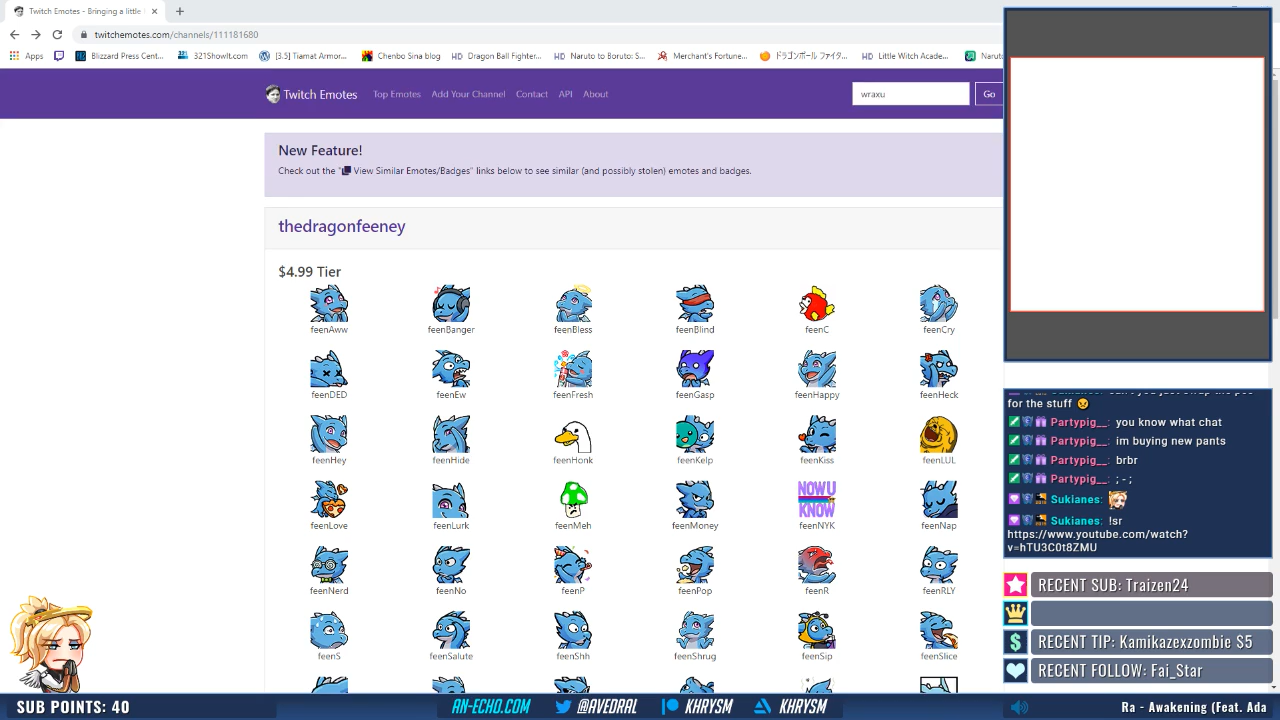 Twitch Emotes - Bringing a little
twitchemotes.com/channels/111181680
Apps
Blizzard Press Cent...
321ShowIt.com
[3.5] Tiamat Armor...
Chenbo Sina blog
HD Dragon Ball Fighter...
HD Naruto to Boruto: S...
Merchant's Fortune...
ドラゴンボール ファイタ...
HD Little Witch Acade...
Naruto
Twitch Emotes
Top Emotes
Add Your Channel
Contact
API
About
wraxu
Go
New Feature!
Check out the "View Similar Emotes/Badges" links below to see similar (and possibly stolen) emotes and badges.
thedragonfeeney
$4.99 Tier
feenAww
feenBanger
feenBless
feenBlind
feenC
feenCry
feenDED
feenEw
feenFresh
feenGasp
feenHappy
feenHeck
feenHey
feenHide
feenHonk
feenKelp
feenKiss
feenLUL
NOW U
KNOW
feenLove
feenLurk
feenMeh
feenMoney
feenNYK
feenNap
feenNerd
feenNo
feenP
feenPop
feenR
feenRLY
feenS
feenSalute
feenShh
feenShrug
feenSip
feenSlice
for the stuff 😠
Partypig__: you know what chat
Partypig__: im buying new pants
Partypig__: brbr
Partypig__: ;-;
Sukianes:
Sukianes: !sr
https://www.youtube.com/watch?
v=hTU3C0t8ZMU
RECENT SUB: Traizen24
RECENT TIP: Kamikazexzombie $5
RECENT FOLLOW: Fai_Star
SUB POINTS: 40
AN-ECHO.COM
@AVEDRAL
KHRYSM
KHRYSM
Ra - Awakening (Feat. Ada